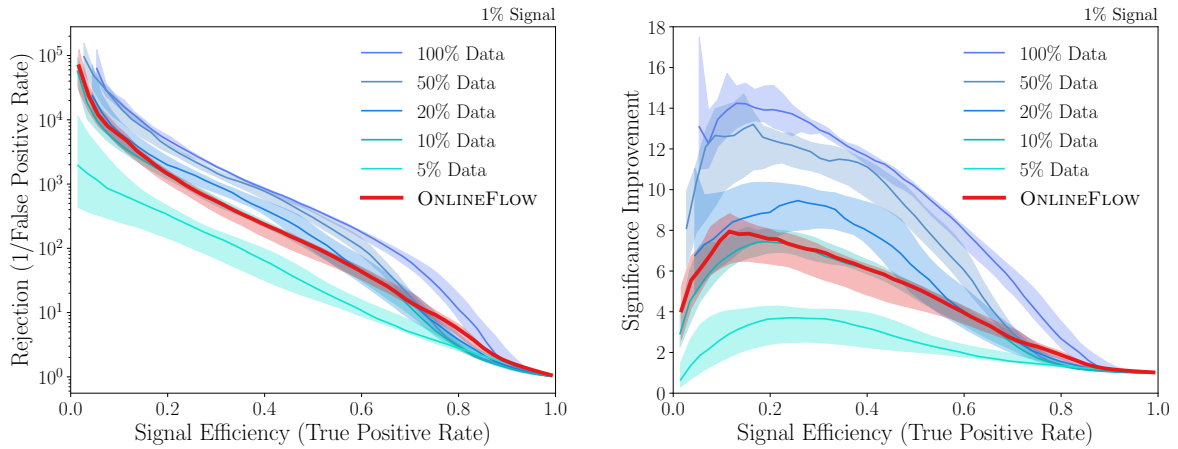 1% Signal
Rejection (1/False Positive Rate)
10^5
10^4
10^3
10^2
10^1
10^0
100% Data
50% Data
20% Data
10% Data
5% Data
OnlineFlow
0.0 0.2 0.4 0.6 0.8 1.0
Signal Efficiency (True Positive Rate)
1% Signal
Significance Improvement
18
16
14
12
10
8
6
4
2
0
100% Data
50% Data
20% Data
10% Data
5% Data
OnlineFlow
0.0 0.2 0.4 0.6 0.8 1.0
Signal Efficiency (True Positive Rate)